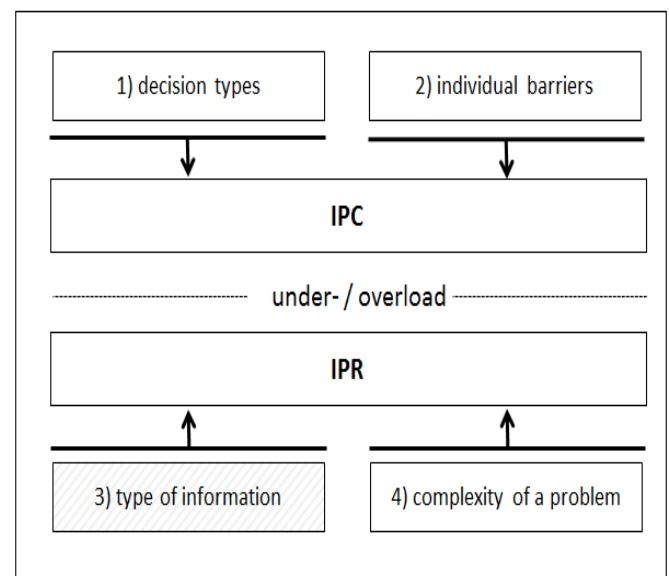 1) decision types
2) individual barriers
IPC
under- / overload
IPR
3) type of information
4) complexity of a problem